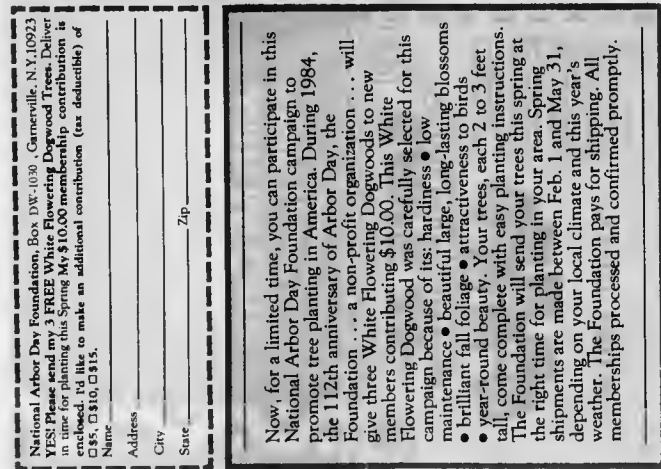 National Arbor Day Foundation, Box DW-1030 , Garnerville, N.Y. 10923
YES! Please send my 3 FREE White Flowering Dogwood Trees. Deliver
in time for planting this Spring My $10.00 membership contribution is
enclosed. I'd like to make an additional contribution (tax deductible) of
□$5, □$10, □$15.
Name
Address
City
State Zip
Now, for a limited time, you can participate in this
National Arbor Day Foundation campaign to
promote tree planting in America. During 1984,
the 112th anniversary of Arbor Day, the
Foundation . . . a non-profit organization . . . will
give three White Flowering Dogwoods to new
members contributing $10.00. This White
Flowering Dogwood was carefully selected for this
campaign because of its: hardiness ● low
maintenance ● beautiful large, long-lasting blossoms
● brilliant fall foliage ● attractiveness to birds
● year-round beauty. Your trees, each 2 to 3 feet
tall, come complete with easy planting instructions.
The Foundation will send your trees this spring at
the right time for planting in your area. Spring
shipments are made between Feb. 1 and May 31,
depending on your local climate and this year's
weather. The Foundation pays for shipping. All
memberships processed and confirmed promptly.